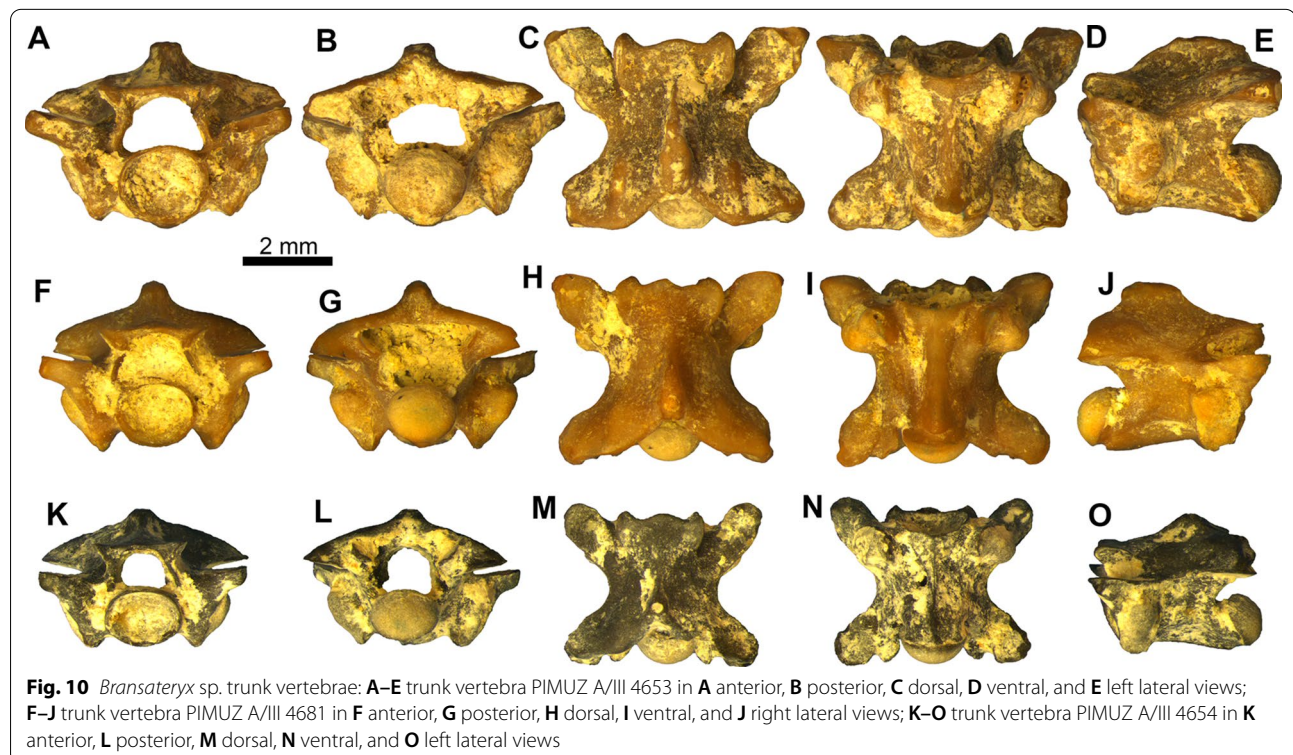 A
B
C
D
E
2 mm
F
G
H
I
J
K
L
M
N
O
Fig. 10 Bransateryx sp. trunk vertebrae: A–E trunk vertebra PIMUZ A/III 4653 in A anterior, B posterior, C dorsal, D ventral, and E left lateral views;
F–J trunk vertebra PIMUZ A/III 4681 in F anterior, G posterior, H dorsal, I ventral, and J right lateral views; K–O trunk vertebra PIMUZ A/III 4654 in K
anterior, L posterior, M dorsal, N ventral, and O left lateral views